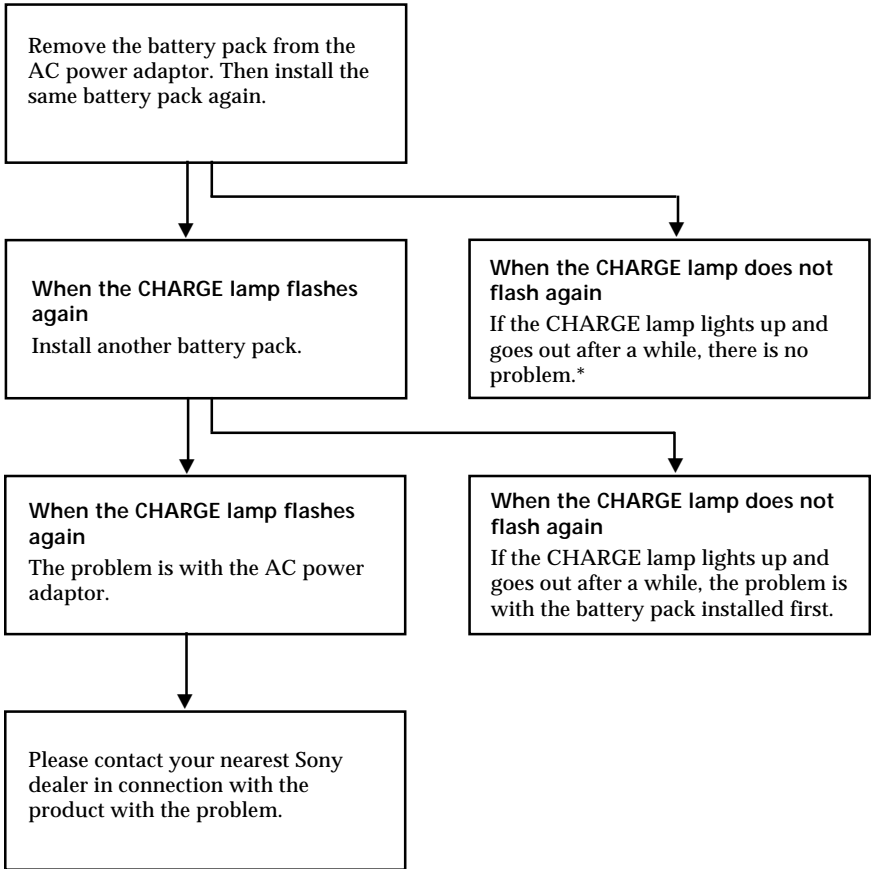 Remove the battery pack from the
AC power adaptor. Then install the
same battery pack again.
When the CHARGE lamp flashes
again
Install another battery pack.
When the CHARGE lamp does not
flash again
If the CHARGE lamp lights up and
goes out after a while, there is no
problem.*
When the CHARGE lamp flashes
again
The problem is with the AC power
adaptor.
When the CHARGE lamp does not
flash again
If the CHARGE lamp lights up and
goes out after a while, the problem is
with the battery pack installed first.
Please contact your nearest Sony
dealer in connection with the
product with the problem.